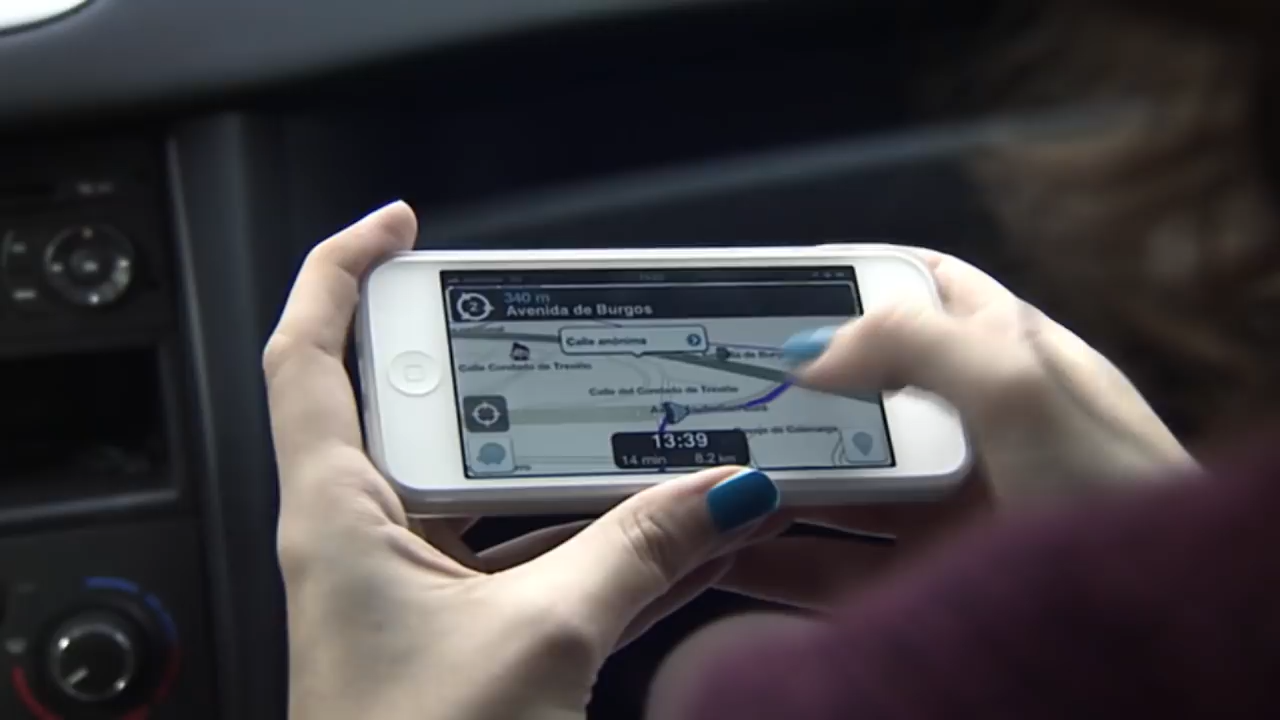 2
340 m
Avenida de Burgos
Calle anónima
Calle Condado de Treviño
Calle del Condado de Treviño
13:39
14 min 8.2 km